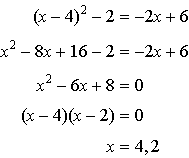 (x − 4)² − 2 = −2x + 6
x² − 8x + 16 − 2 = −2x + 6
x² − 6x + 8 = 0
(x − 4)(x − 2) = 0
x = 4, 2